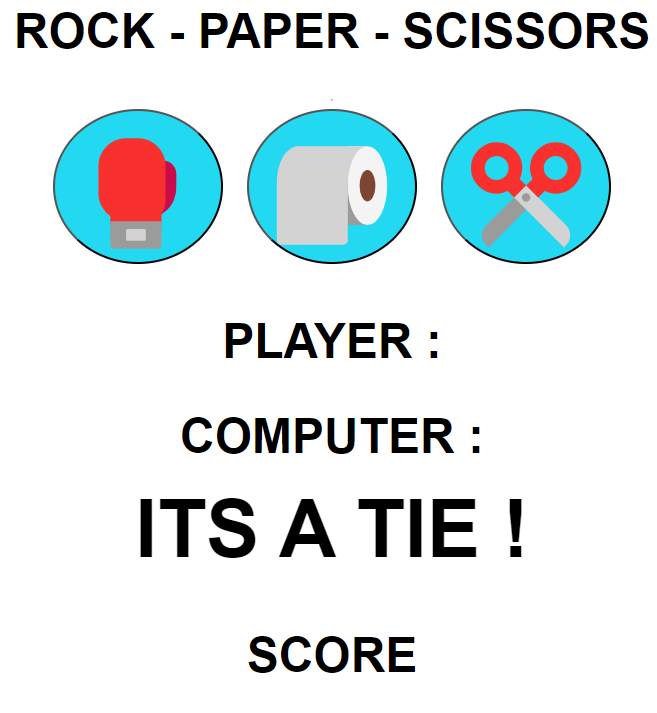 ROCK - PAPER - SCISSORS
PLAYER :
COMPUTER :
ITS A TIE !
SCORE